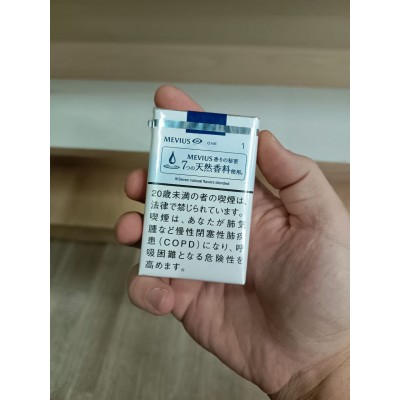 MEVIUS ONE 1
MEVIUS 香りの秘密
7つの天然香料使用。
20歳未満の者の喫煙は、
法律で禁じられています。
喫煙は、あなたが肺気
腫など慢性閉塞性肺疾
患(COPD)になり、呼
吸困難となる危険性を
高めます。